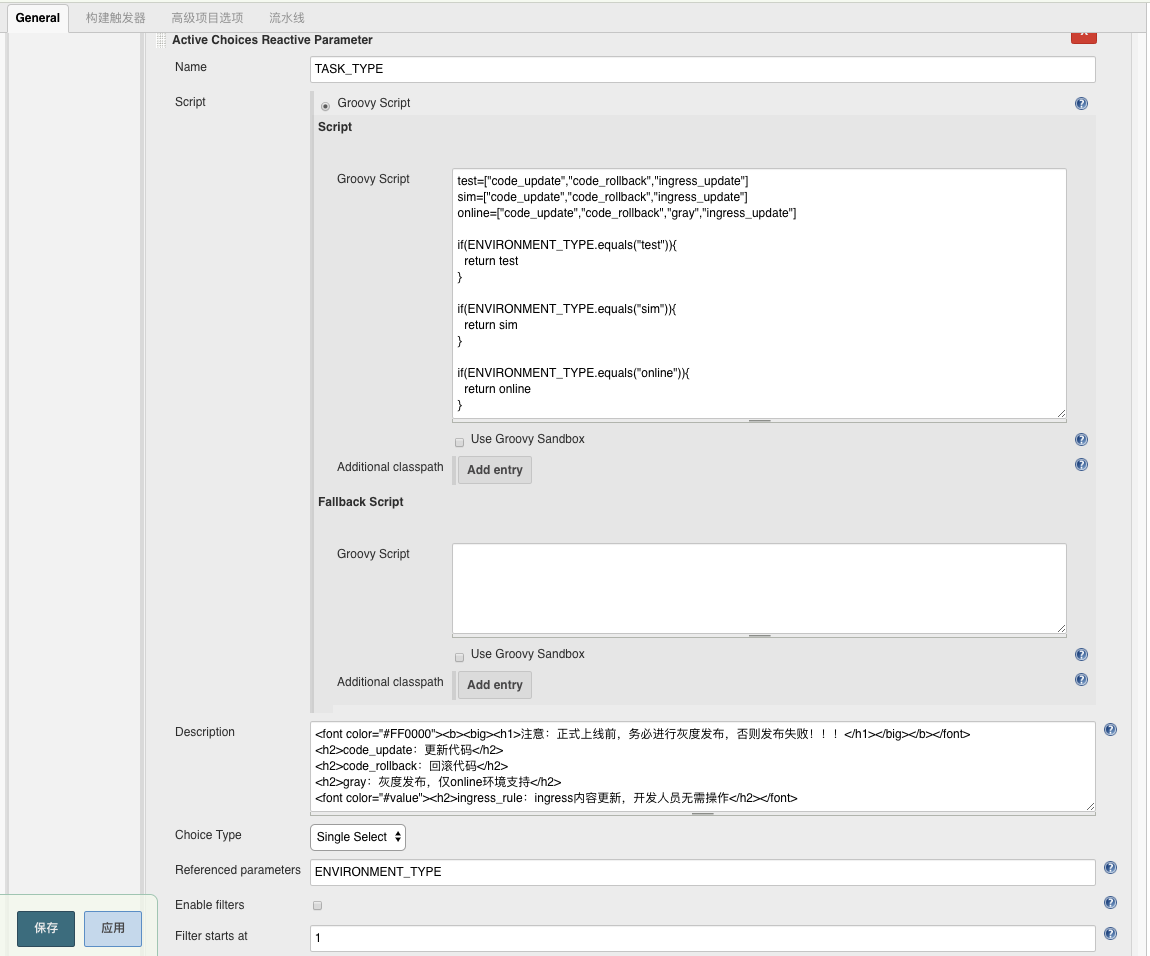 General 构建触发器 高级项目选项 流水线
Active Choices Reactive Parameter
Name TASK_TYPE
Script Groovy Script
Script
Groovy Script
test=["code_update","code_rollback","ingress_update"]
sim=["code_update","code_rollback","ingress_update"]
online=["code_update","code_rollback","gray","ingress_update"]
if(ENVIRONMENT_TYPE.equals("test")){
return test
}
if(ENVIRONMENT_TYPE.equals("sim")){
return sim
}
if(ENVIRONMENT_TYPE.equals("online")){
return online
}
Use Groovy Sandbox
Additional classpath Add entry
Fallback Script
Groovy Script
Use Groovy Sandbox
Additional classpath Add entry
Description
<font color="#FF0000"><b><big><h1>注意：正式上线前，务必进行灰度发布，否则发布失败！！！</h1></big></b></font>
<h2>code_update：更新代码</h2>
<h2>code_rollback：回滚代码</h2>
<h2>gray：灰度发布，仅online环境支持</h2>
<font color="#value"><h2>ingress_rule：ingress内容更新，开发人员无需操作</h2></font>
Choice Type Single Select
Referenced parameters ENVIRONMENT_TYPE
Enable filters
Filter starts at 1
保存 应用